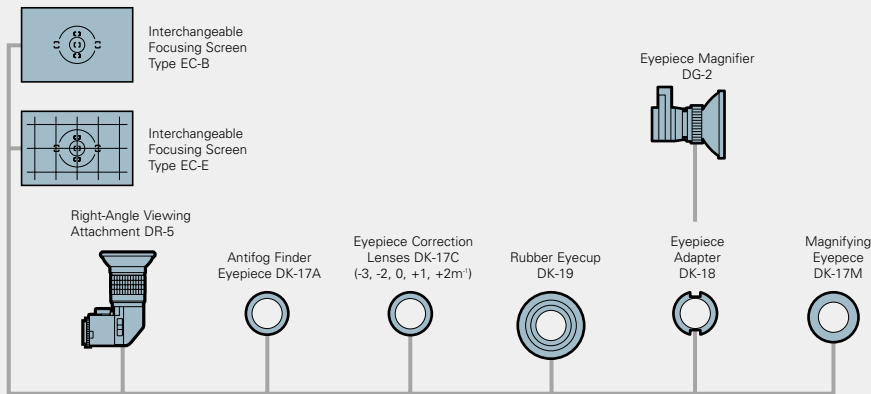 Interchangeable
Focusing Screen
Type EC-B
Eyepiece Magnifier
DG-2
Interchangeable
Focusing Screen
Type EC-E
Right-Angle Viewing
Attachment DR-5
Antifog Finder
Eyepiece DK-17A
Eyepiece Correction
Lenses DK-17C
(-3, -2, 0, +1, +2m⁻¹)
Rubber Eyecup
DK-19
Eyepiece
Adapter
DK-18
Magnifying
Eyepece
DK-17M